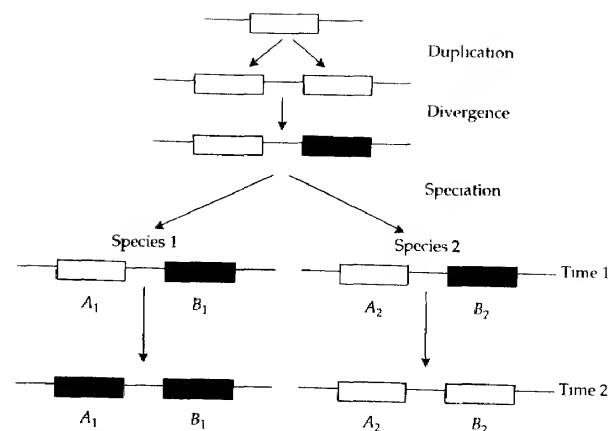 Duplication
Divergence
Speciation
Species 1
Species 2
Time 1
A1
B1
A2
B2
Time 2
A1
B1
A2
B2